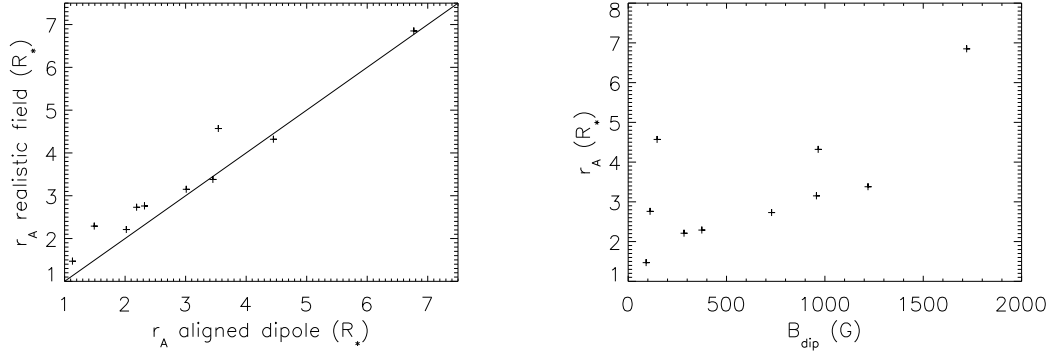 7
6
5
4
3
2
1
1 2 3 4 5 6 7
r_A realistic field (R_*)
r_A aligned dipole (R_*)
8
7
6
5
4
3
2
1
0 500 1000 1500 2000
r_A (R_*)
B_dip (G)